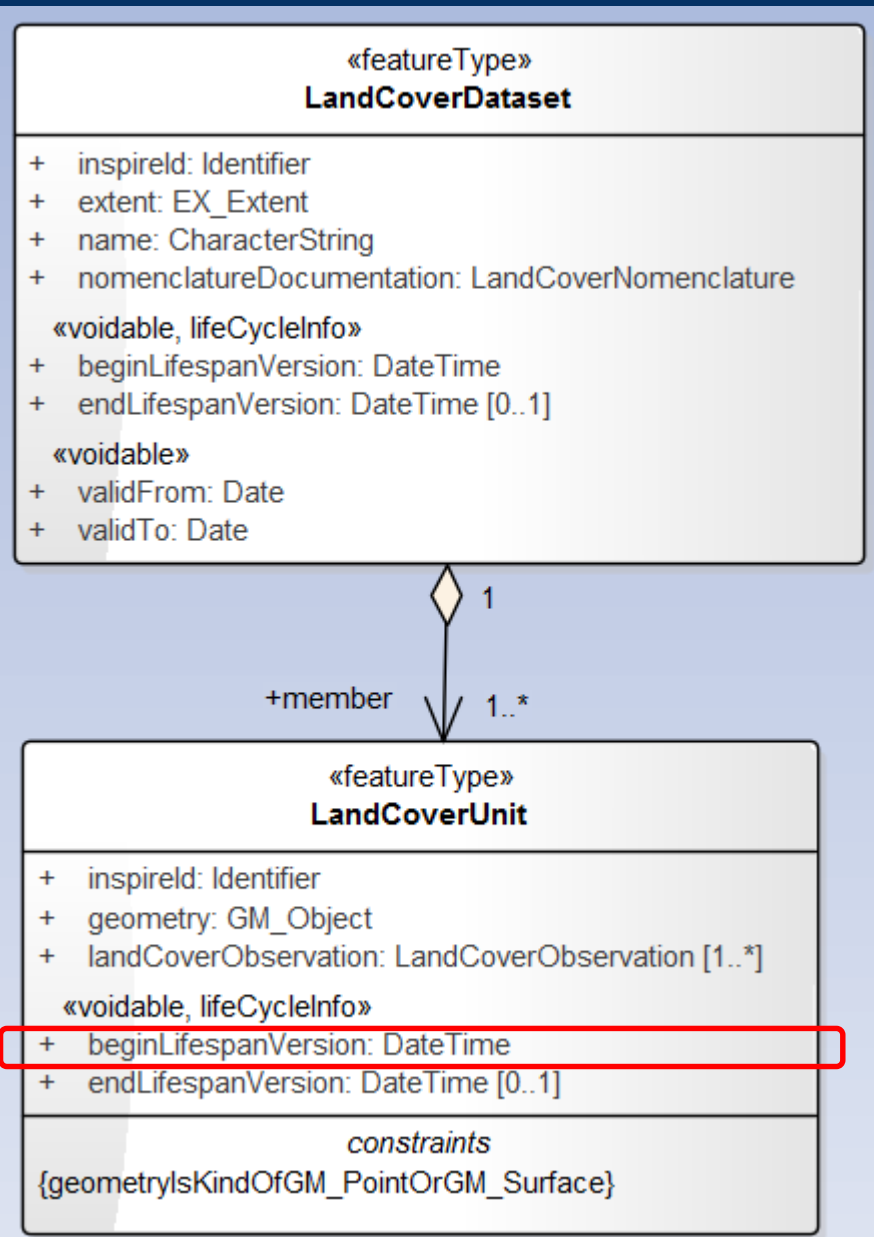 «featureType»
LandCoverDataset
+ inspireId: Identifier
+ extent: EX_Extent
+ name: CharacterString
+ nomenclatureDocumentation: LandCoverNomenclature
«voidable, lifeCycleInfo»
+ beginLifespanVersion: DateTime
+ endLifespanVersion: DateTime [0..1]
«voidable»
+ validFrom: Date
+ validTo: Date
1
+member
1..*
«featureType»
LandCoverUnit
+ inspireId: Identifier
+ geometry: GM_Object
+ landCoverObservation: LandCoverObservation [1..*]
«voidable, lifeCycleInfo»
+ beginLifespanVersion: DateTime
+ endLifespanVersion: DateTime [0..1]
constraints
{geometryIsKindOfGM_PointOrGM_Surface}